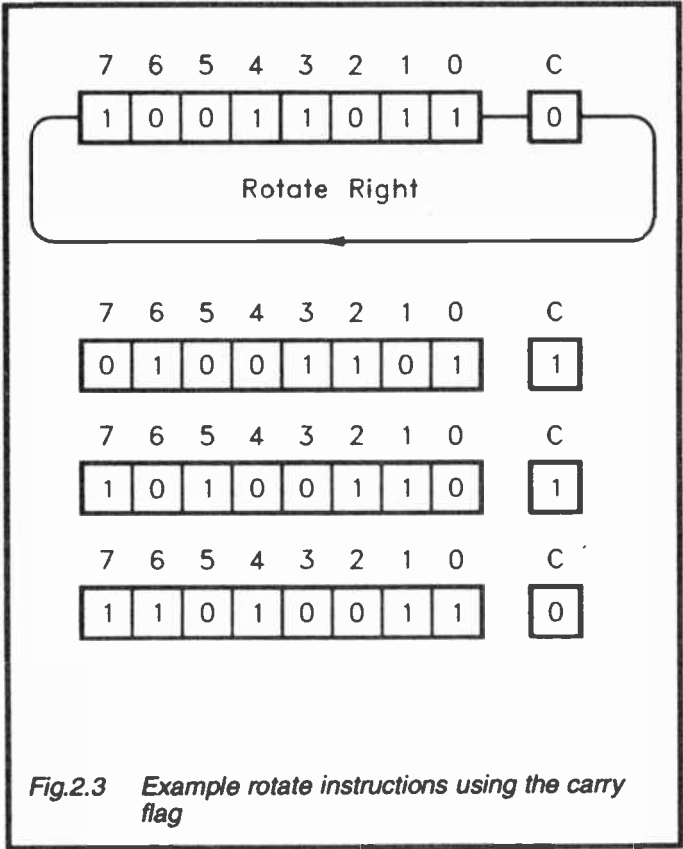 7 6 5 4 3 2 1 0 C
1 0 0 1 1 0 1 1 0
Rotate Right
7 6 5 4 3 2 1 0 C
0 1 0 0 1 1 0 1 1
7 6 5 4 3 2 1 0 C
1 0 1 0 0 1 1 0 1
7 6 5 4 3 2 1 0 C
1 1 0 1 0 0 1 1 0
Fig.2.3 Example rotate instructions using the carry
flag